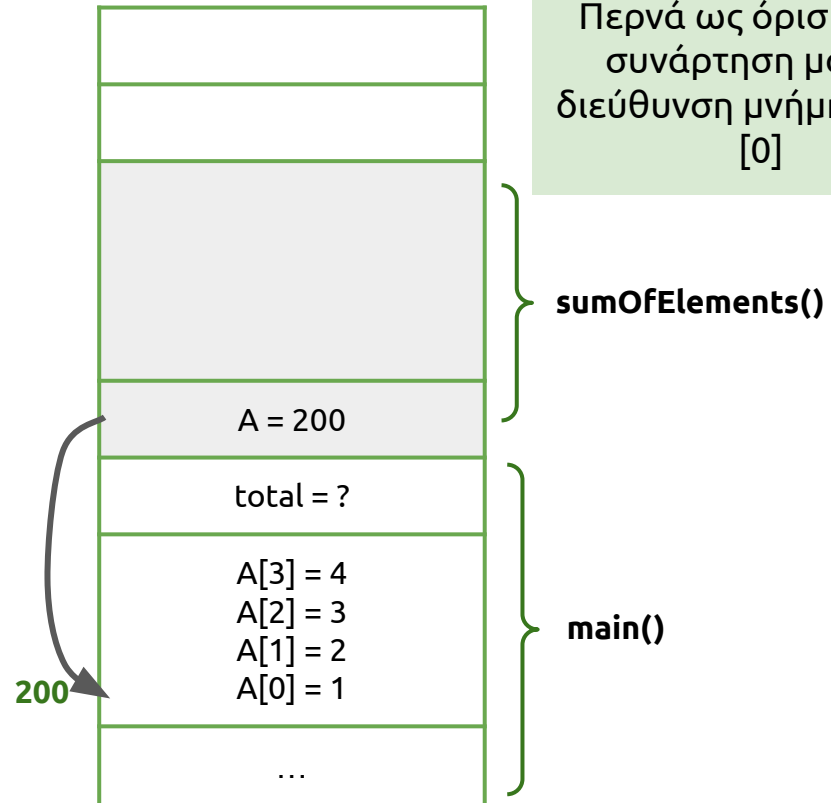 Περνά ως όρισ
συνάρτηση
διεύθυνση
[0]
sumOfElements()
A = 200
total = ?
A[3] = 4
A[2] = 3
A[1] = 2
A[0] = 1
main()
200
...